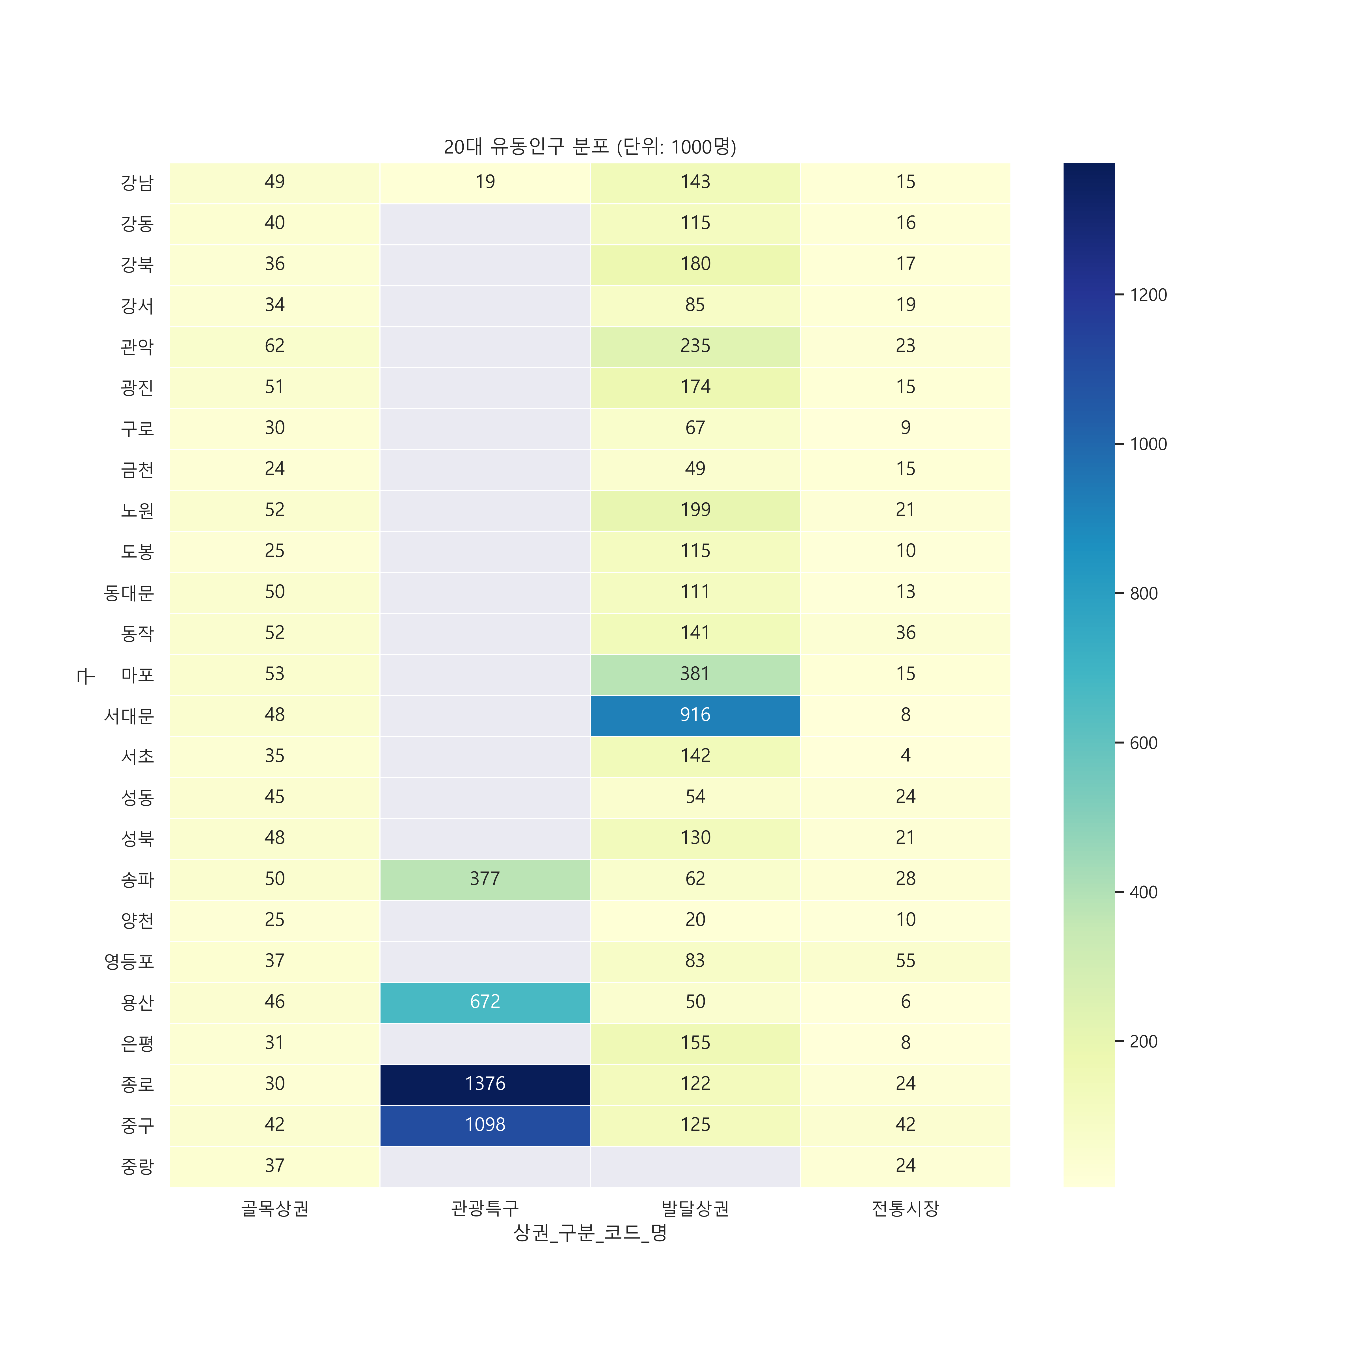 20대 유동인구 분포 (단위: 1000명)
강남 49 19 143 15
강동 40 115 16
강북 36 180 17
강서 34 85 19
관악 62 235 23
광진 51 174 15
구로 30 67 9
금천 24 49 15
노원 52 199 21
도봉 25 115 10
동대문 50 111 13
동작 52 141 36
구
마포 53 381 15
서대문 48 916 8
서초 35 142 4
성동 45 54 24
성북 48 130 21
송파 50 377 62 28
양천 25 20 10
영등포 37 83 55
용산 46 672 50 6
은평 31 155 8
종로 30 1376 122 24
중구 42 1098 125 42
중랑 37 24
골목상권 관광특구 발달상권 전통시장
상권_구분_코드_명
1200
1000
800
600
400
200